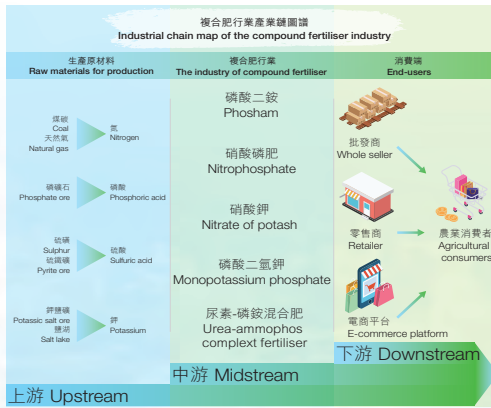 複合肥行業產業鏈圖譜
Industrial chain map of the compound fertiliser industry
生產原材料
Raw materials for production
煤碳
Coal
天然氣
Natural gas
氮
Nitrogen
磷礦石
Phosphate ore
磷酸
Phosphoric acid
硫磺
Sulphur
硫鐵礦
Pyrite ore
硫酸
Sulfuric acid
鉀鹽礦
Potassic salt ore
鹽湖
Salt lake
鉀
Potassium
上游 Upstream
複合肥行業
The industry of compound fertiliser
磷酸二銨
Phosham
硝酸磷肥
Nitrophosphate
硝酸鉀
Nitrate of potash
磷酸二氫鉀
Monopotassium phosphate
尿素-磷銨混合肥
Urea-ammophos
complext fertiliser
中游 Midstream
消費端
End-users
批發商
Whole seller
零售商
Retailer
電商平台
E-commerce platform
農業消費者
Agricultural
consumers
下游 Downstream